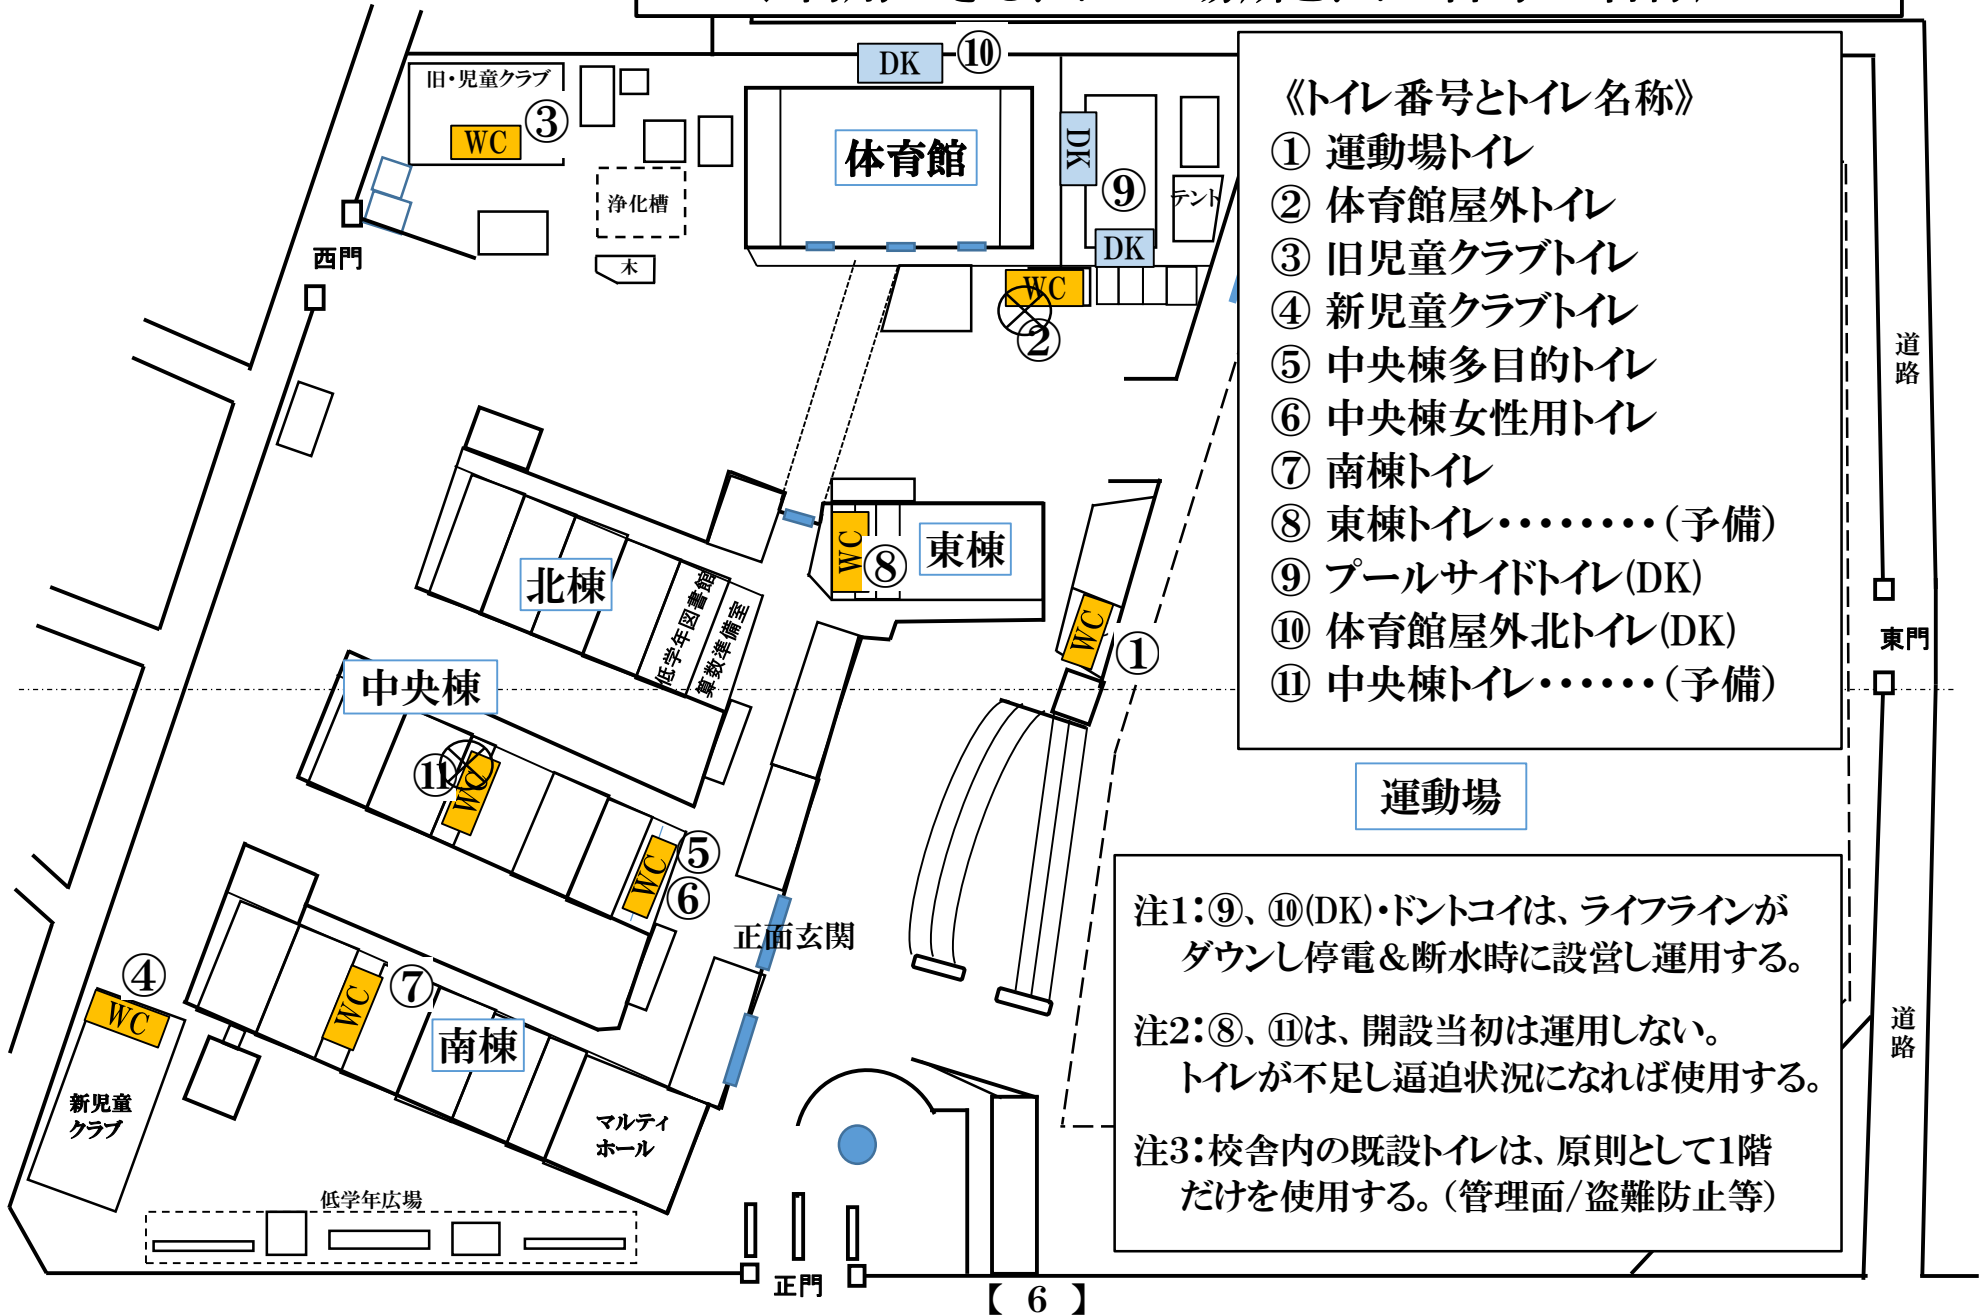 DK
⑩
旧・児童クラブ
③
WC
体育館
DK
⑨
浄化槽
テント
西門
木
DK
WC
②
《トイレ番号とトイレ名称》
① 運動場トイレ
② 体育館屋外トイレ
③ 旧児童クラブトイレ
④ 新児童クラブトイレ
⑤ 中央棟多目的トイレ
⑥ 中央棟女性用トイレ
⑦ 南棟トイレ
⑧ 東棟トイレ・・・・・・・・(予備)
⑨ プールサイドトイレ(DK)
⑩ 体育館屋外北トイレ(DK)
⑪ 中央棟トイレ・・・・・・(予備)
道路
東門
道路
WC
⑧
東棟
北棟
低学年図書館
算数準備室
WC
①
中央棟
⑪
WC
WC
⑤
⑥
正面玄関
運動場
④
WC
⑦
WC
南棟
新児童
クラブ
マルティ
ホール
低学年広場
正門
注1:⑨、⑩(DK)・ドントコイは、ライフラインが
ダウンし停電&断水時に設営し運用する。
注2:⑧、⑪は、開設当初は運用しない。
トイレが不足し逼迫状況になれば使用する。
注3:校舎内の既設トイレは、原則として1階
だけを使用する。(管理面/盗難防止等)
【 6 】